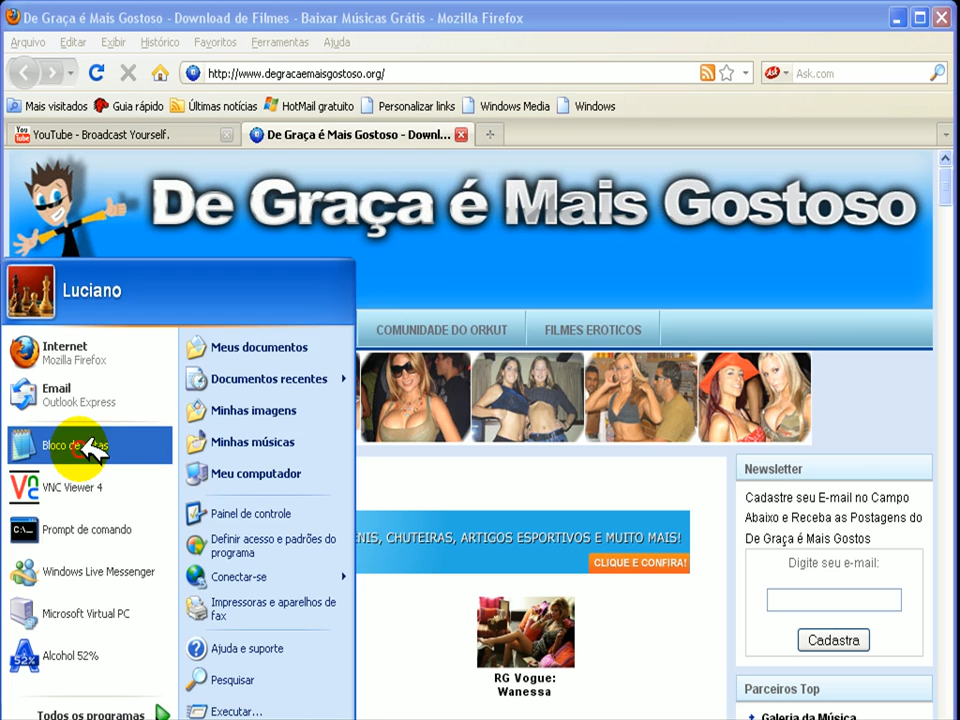 De Graça é Mais Gostoso - Download de Filmes - Baixar Músicas Grátis - Mozilla Firefox
Arquivo Editar Exibir Histórico Favoritos Ferramentas Ajuda
http://www.degracaemaisgostoso.org/
Ask Ask.com
Mais visitados Guia rápido Últimas notícias HotMail gratuito Personalizar links Windows Media Windows
You Tube YouTube - Broadcast Yourself. De Graça é Mais Gostoso - Downl...
De Graça é Mais Gostoso
Luciano
COMUNIDADE DO ORKUT FILMES EROTICOS
Internet
Mozilla Firefox
Email
Outlook Express
Bloco de
VNC Viewer 4
Prompt de comando
Windows Live Messenger
Microsoft Virtual PC
Alcohol 52%
Todos os programas
Meus documentos
Documentos recentes
Minhas imagens
Minhas músicas
Meu computador
Painel de controle
Definir acesso e padrões do
programa
Conectar-se
Impressoras e aparelhos de
fax
Ajuda e suporte
Pesquisar
Executar...
CHUTEIRAS, ARTIGOS ESPORTIVOS E MUITO MAIS!
CLIQUE E CONFIRA!
RG Vogue:
Wanessa
Newsletter
Cadastre seu E-mail no Campo
Abaixo e Receba as Postagens do
De Graça é Mais Gostos
Digite seu e-mail:
Cadastra
Parceiros Top
Galeria da Música